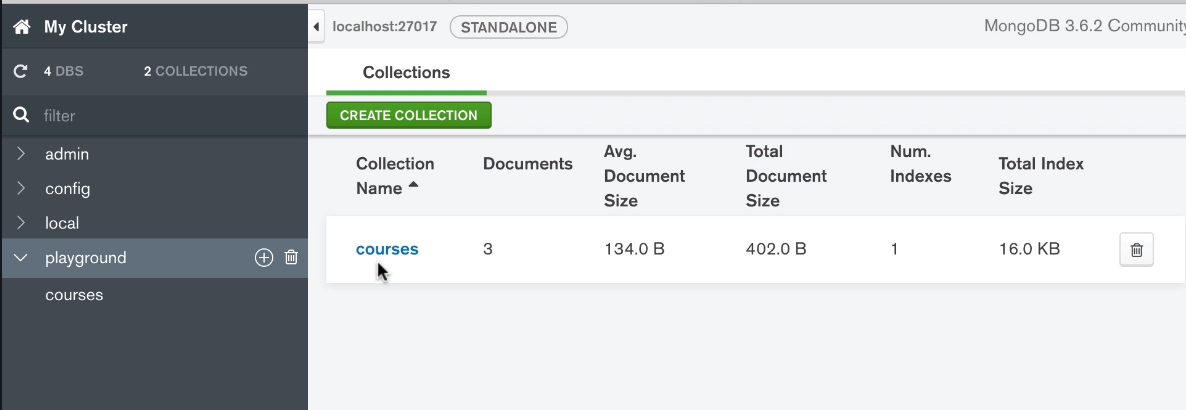 My Cluster
localhost:27017 STANDALONE
MongoDB 3.6.2 Community
4 DBS 2 COLLECTIONS
Collections
filter
CREATE COLLECTION
admin
config
local
playground
courses
Collection Name
Documents
Avg. Document Size
Total Document Size
Num. Indexes
Total Index Size
courses 3 134.0 B 402.0 B 1 16.0 KB